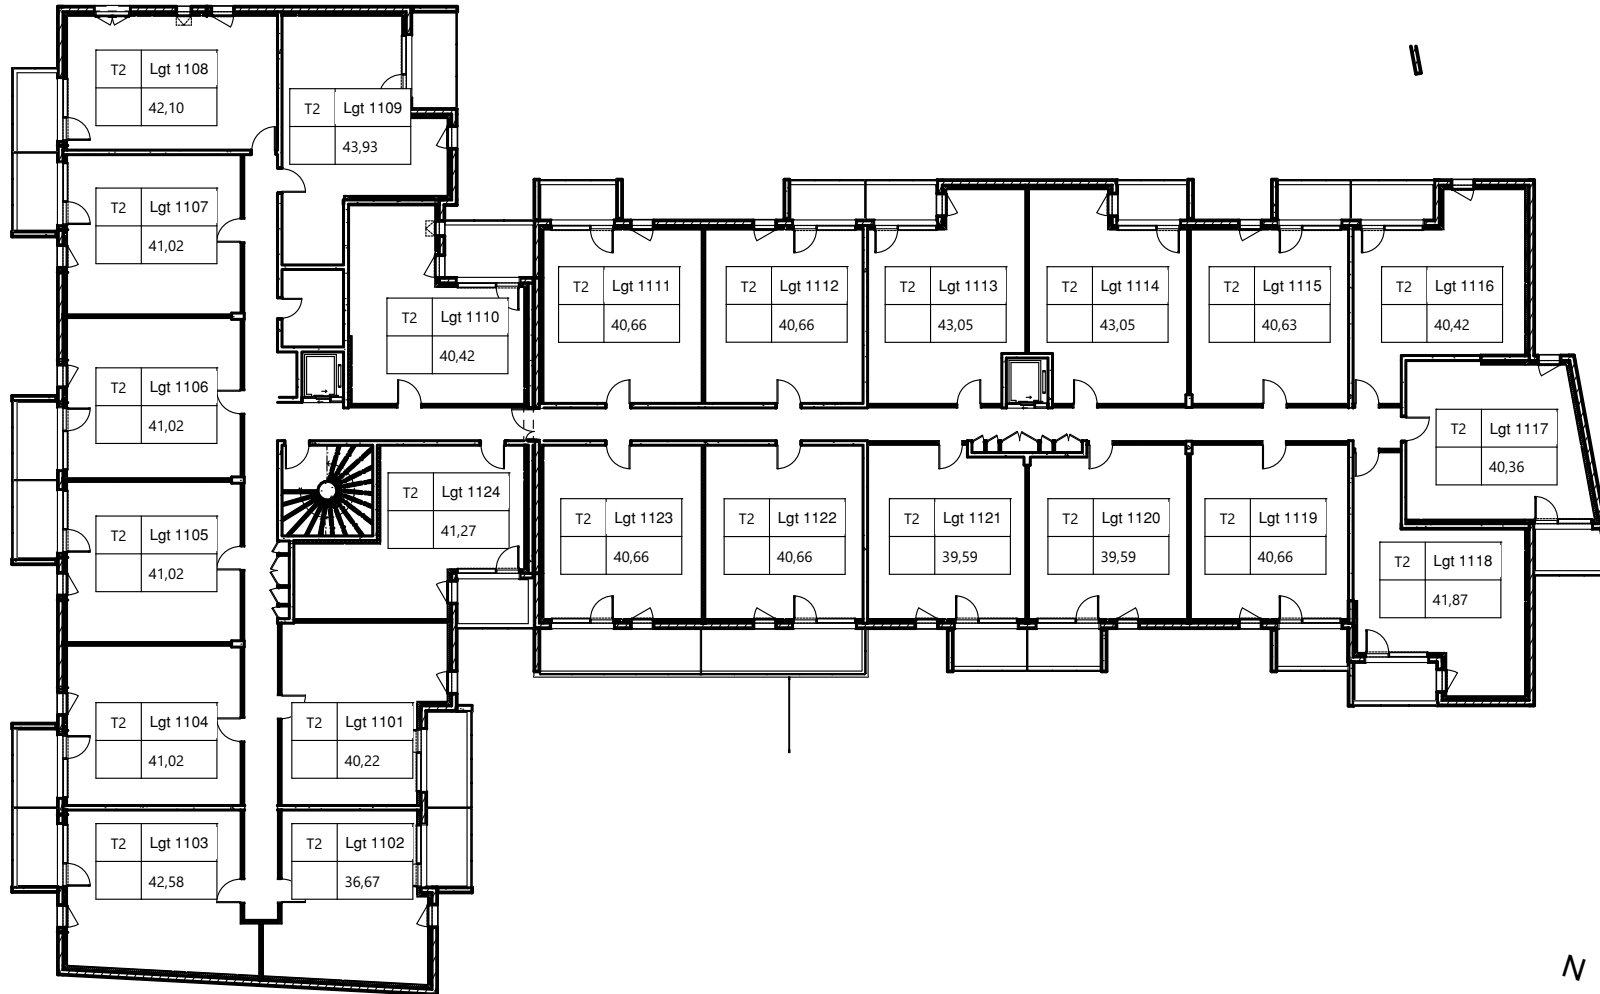 T2 Lgt 1108
42,10
T2 Lgt 1109
43,93
T2 Lgt 1107
41,02
T2 Lgt 1110
40,42
T2 Lgt 1111
40,66
T2 Lgt 1112
40,66
T2 Lgt 1113
43,05
T2 Lgt 1114
43,05
T2 Lgt 1115
40,63
T2 Lgt 1116
40,42
T2 Lgt 1106
41,02
T2 Lgt 1117
40,36
T2 Lgt 1105
41,02
T2 Lgt 1124
41,27
T2 Lgt 1123
40,66
T2 Lgt 1122
40,66
T2 Lgt 1121
39,59
T2 Lgt 1120
39,59
T2 Lgt 1119
40,66
T2 Lgt 1118
41,87
T2 Lgt 1104
41,02
T2 Lgt 1101
40,22
T2 Lgt 1103
42,58
T2 Lgt 1102
36,67
N